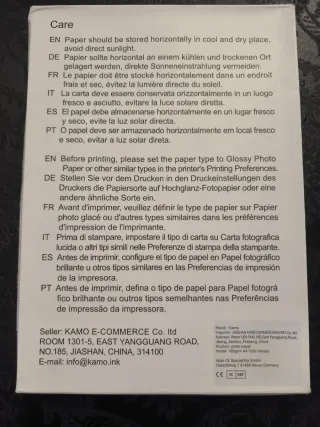 Care
EN Paper should be stored horizontally in cool and dry place,
avoid direct sunlight.
DE Papier sollte horizontal an einem kühlen und trockenen Ort
gelagert werden, direkte Sonneneinstrahlung vermeiden.
FR Le papier doit être stocké horizontalement dans un endroit
frais et sec, évitez la lumière directe du soleil.
IT La carta deve essere conservata orizzontalmente in un luogo
fresco e asciutto, evitare la luce solare diretta.
ES El papel debe almacenarse horizontalmente en un lugar fresco
y seco, evite la luz solar directa.
PT O papel deve ser armazenado horizontalmente em local fresco
e seco, evitar a luz solar direta.
EN Before printing, please set the paper type to Glossy Photo
Paper or other similar types in the printer's Printing Preferences.
DE Stellen Sie vor dem Drucken in den Druckeinstellungen des
Druckers die Papiersorte auf Hochglanz-Fotopapier oder eine
andere ähnliche Sorte ein.
FR Avant d'imprimer, veuillez définir le type de papier sur Papier
photo glacé ou d'autres types similaires dans les préférences
d'impression de l'imprimante.
IT Prima di stampare, impostare il tipo di carta su Carta fotografica
lucida o altri tipi simili nelle Preferenze di stampa della stampante.
ES Antes de imprimir, configure el tipo de papel en Papel fotográfico
brillante u otros tipos similares en las Preferencias de impresión
de la impresora.
PT Antes de imprimir, defina o tipo de papel para Papel fotográ
fico brilhante ou outros tipos semelhantes nas Preferências
de impressão da impressora.
Seller: KAMO E-COMMERCE Co. ltd
ROOM 1301-5, EAST YANGGUANG ROAD,
NO.185, JIASHAN, CHINA, 314100
E-mail: info@kamo.ink
Brand: Kamo
Product: photo paper